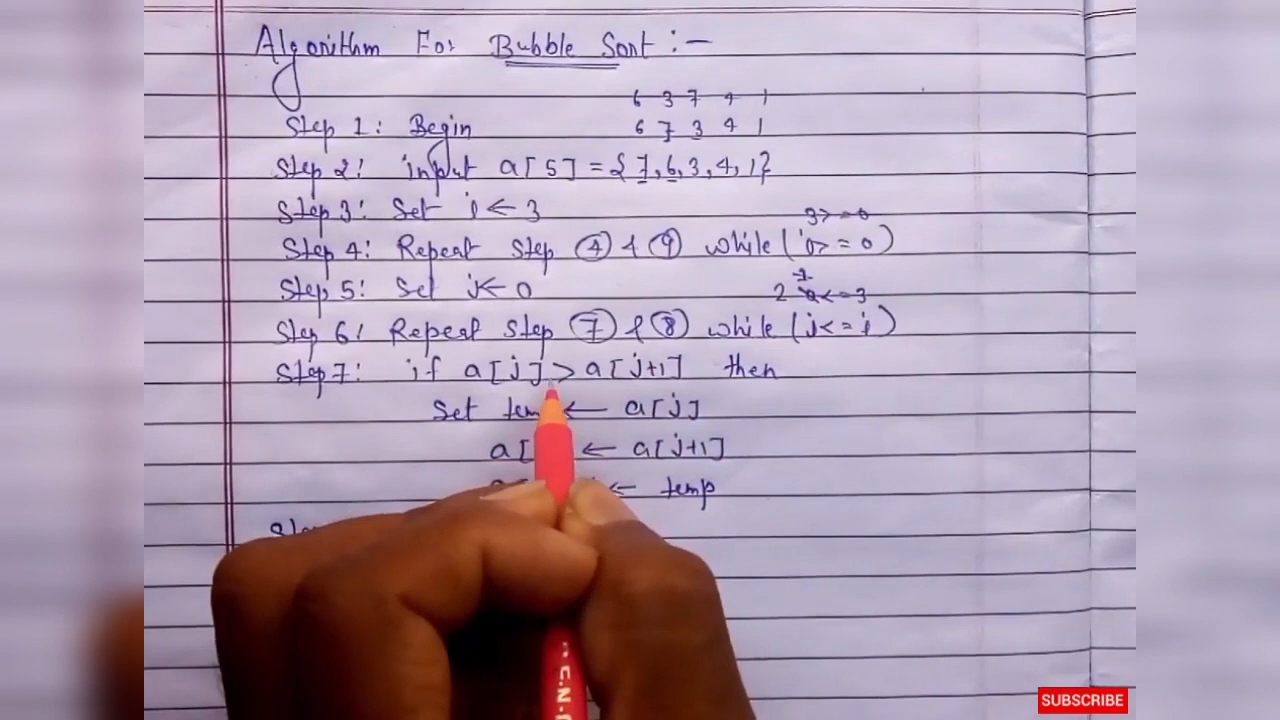 Algorithm For Bubble Sort :-
6 3 7 4 1
Step 1: Begin 6 7 3 4 1
Step 2: input a[5] = {7, 6, 3, 4, 1}
Step 3: Set i ← 3
3>=0
Step 4: Repeat Step 4 & 9 while (i>=0)
Step 5: Set j ← 0
2 <=3
Step 6: Repeat Step 7 & 8 while (j<=i)
Step 7: if a[j] > a[j+1] then
Set ← a[j]
a[ ← a[j+1]
← temp
SUBSCRIBE